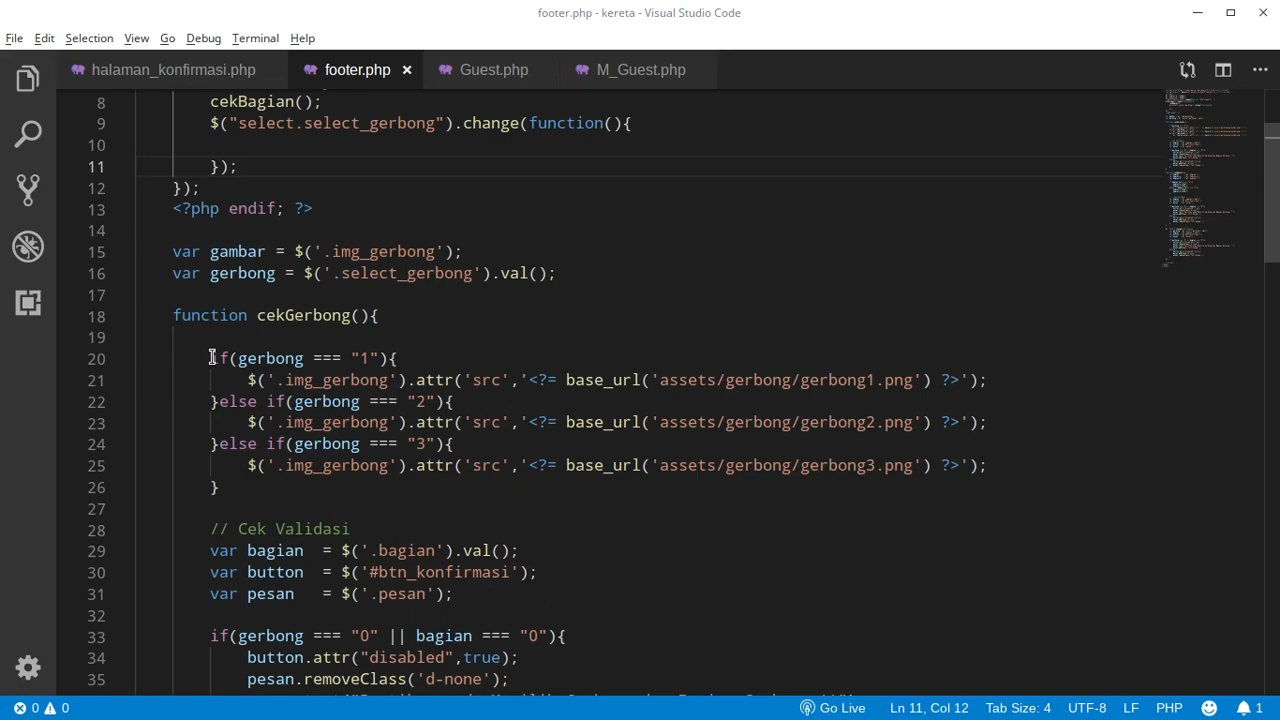 footer.php - kereta - Visual Studio Code
File Edit Selection View Go Debug Terminal Help
halaman_konfirmasi.php footer.php Guest.php M_Guest.php
8 cekBagian();
9 $("select.select_gerbong").change(function(){
10
11 });
12 });
13 <?php endif; ?>
14
15 var gambar = $('.img_gerbong');
16 var gerbong = $('.select_gerbong').val();
17
18 function cekGerbong(){
19
20 if(gerbong === "1"){
21 $('.img_gerbong').attr('src','<?= base_url('assets/gerbong/gerbong1.png') ?>');
22 }else if(gerbong === "2"){
23 $('.img_gerbong').attr('src','<?= base_url('assets/gerbong/gerbong2.png') ?>');
24 }else if(gerbong === "3"){
25 $('.img_gerbong').attr('src','<?= base_url('assets/gerbong/gerbong3.png') ?>');
26 }
27
28 // Cek Validasi
29 var bagian = $('.bagian').val();
30 var button = $('#btn_konfirmasi');
31 var pesan = $('.pesan');
32
33 if(gerbong === "0" || bagian === "0"){
34 button.attr("disabled",true);
35 pesan.removeClass('d-none');
0 0 Go Live Ln 11, Col 12 Tab Size: 4 UTF-8 LF PHP 1